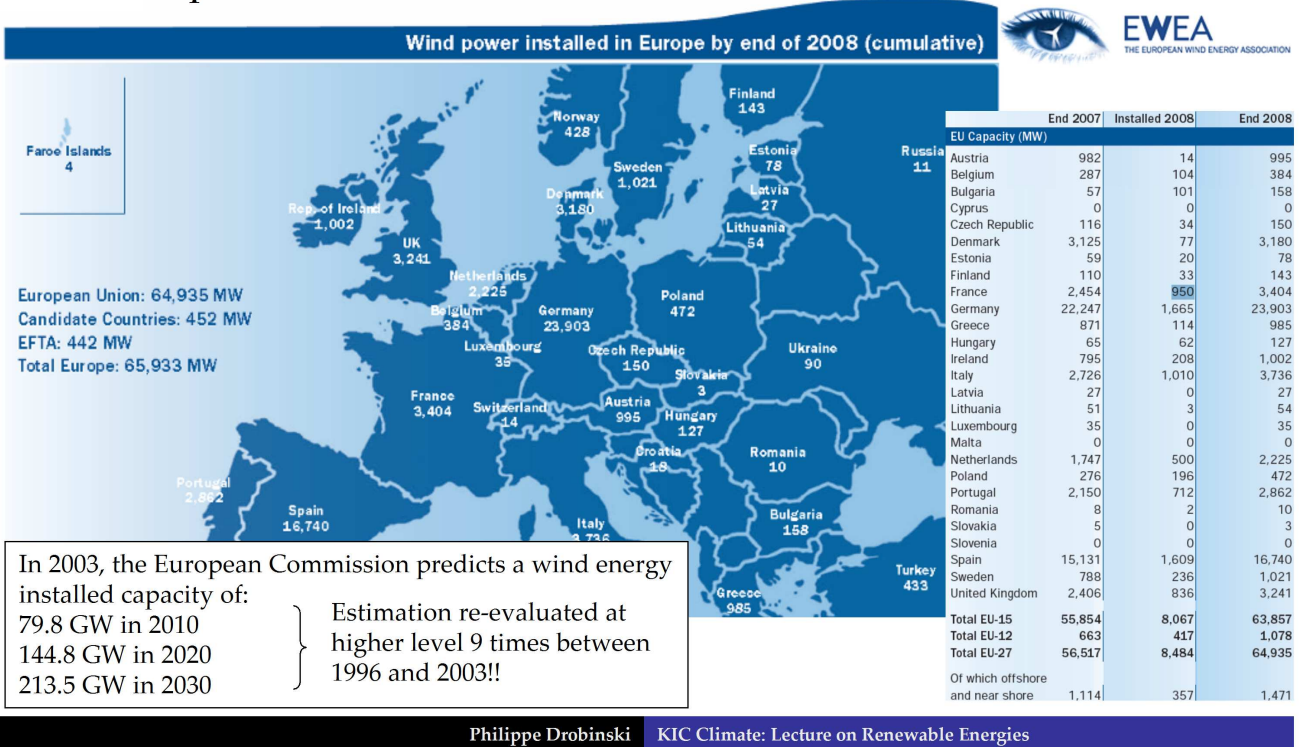 Wind power installed in Europe by end of 2008 (cumulative)
EWEA
THE EUROPEAN WIND ENERGY ASSOCIATION
Faroe Islands
4
Finland
143
Norway
428
Sweden
1,021
Estonia
78
Russia
11
Latvia
27
Lithuania
54
Denmark
3,180
Rep. of Ireland
1,002
UK
3,241
Netherlands
2,225
Belgium
384
Luxembourg
35
Germany
23,903
Poland
472
Czech Republic
150
Slovakia
3
Ukraine
90
France
3,404
Switzerland
14
Austria
995
Hungary
127
Croatia
18
Romania
10
Portugal
2,862
Spain
16,740
Italy
3,736
Bulgaria
158
Greece
985
Turkey
433
European Union: 64,935 MW
Candidate Countries: 452 MW
EFTA: 442 MW
Total Europe: 65,933 MW
End 2007 Installed 2008 End 2008
EU Capacity (MW)
Austria 982 14 995
Belgium 287 104 384
Bulgaria 57 101 158
Cyprus 0 0 0
Czech Republic 116 34 150
Denmark 3,125 77 3,180
Estonia 59 20 78
Finland 110 33 143
France 2,454 950 3,404
Germany 22,247 1,665 23,903
Greece 871 114 985
Hungary 65 62 127
Ireland 795 208 1,002
Italy 2,726 1,010 3,736
Latvia 27 0 27
Lithuania 51 3 54
Luxembourg 35 0 35
Malta 0 0 0
Netherlands 1,747 500 2,225
Poland 276 196 472
Portugal 2,150 712 2,862
Romania 8 2 10
Slovakia 5 0 3
Slovenia 0 0 0
Spain 15,131 1,609 16,740
Sweden 788 236 1,021
United Kingdom 2,406 836 3,241
Total EU-15 55,854 8,067 63,857
Total EU-12 663 417 1,078
Total EU-27 56,517 8,484 64,935
Of which offshore
and near shore 1,114 357 1,471
In 2003, the European Commission predicts a wind energy
installed capacity of:
79.8 GW in 2010
144.8 GW in 2020
213.5 GW in 2030
Estimation re-evaluated at
higher level 9 times between
1996 and 2003!!
Philippe Drobinski KIC Climate: Lecture on Renewable Energies